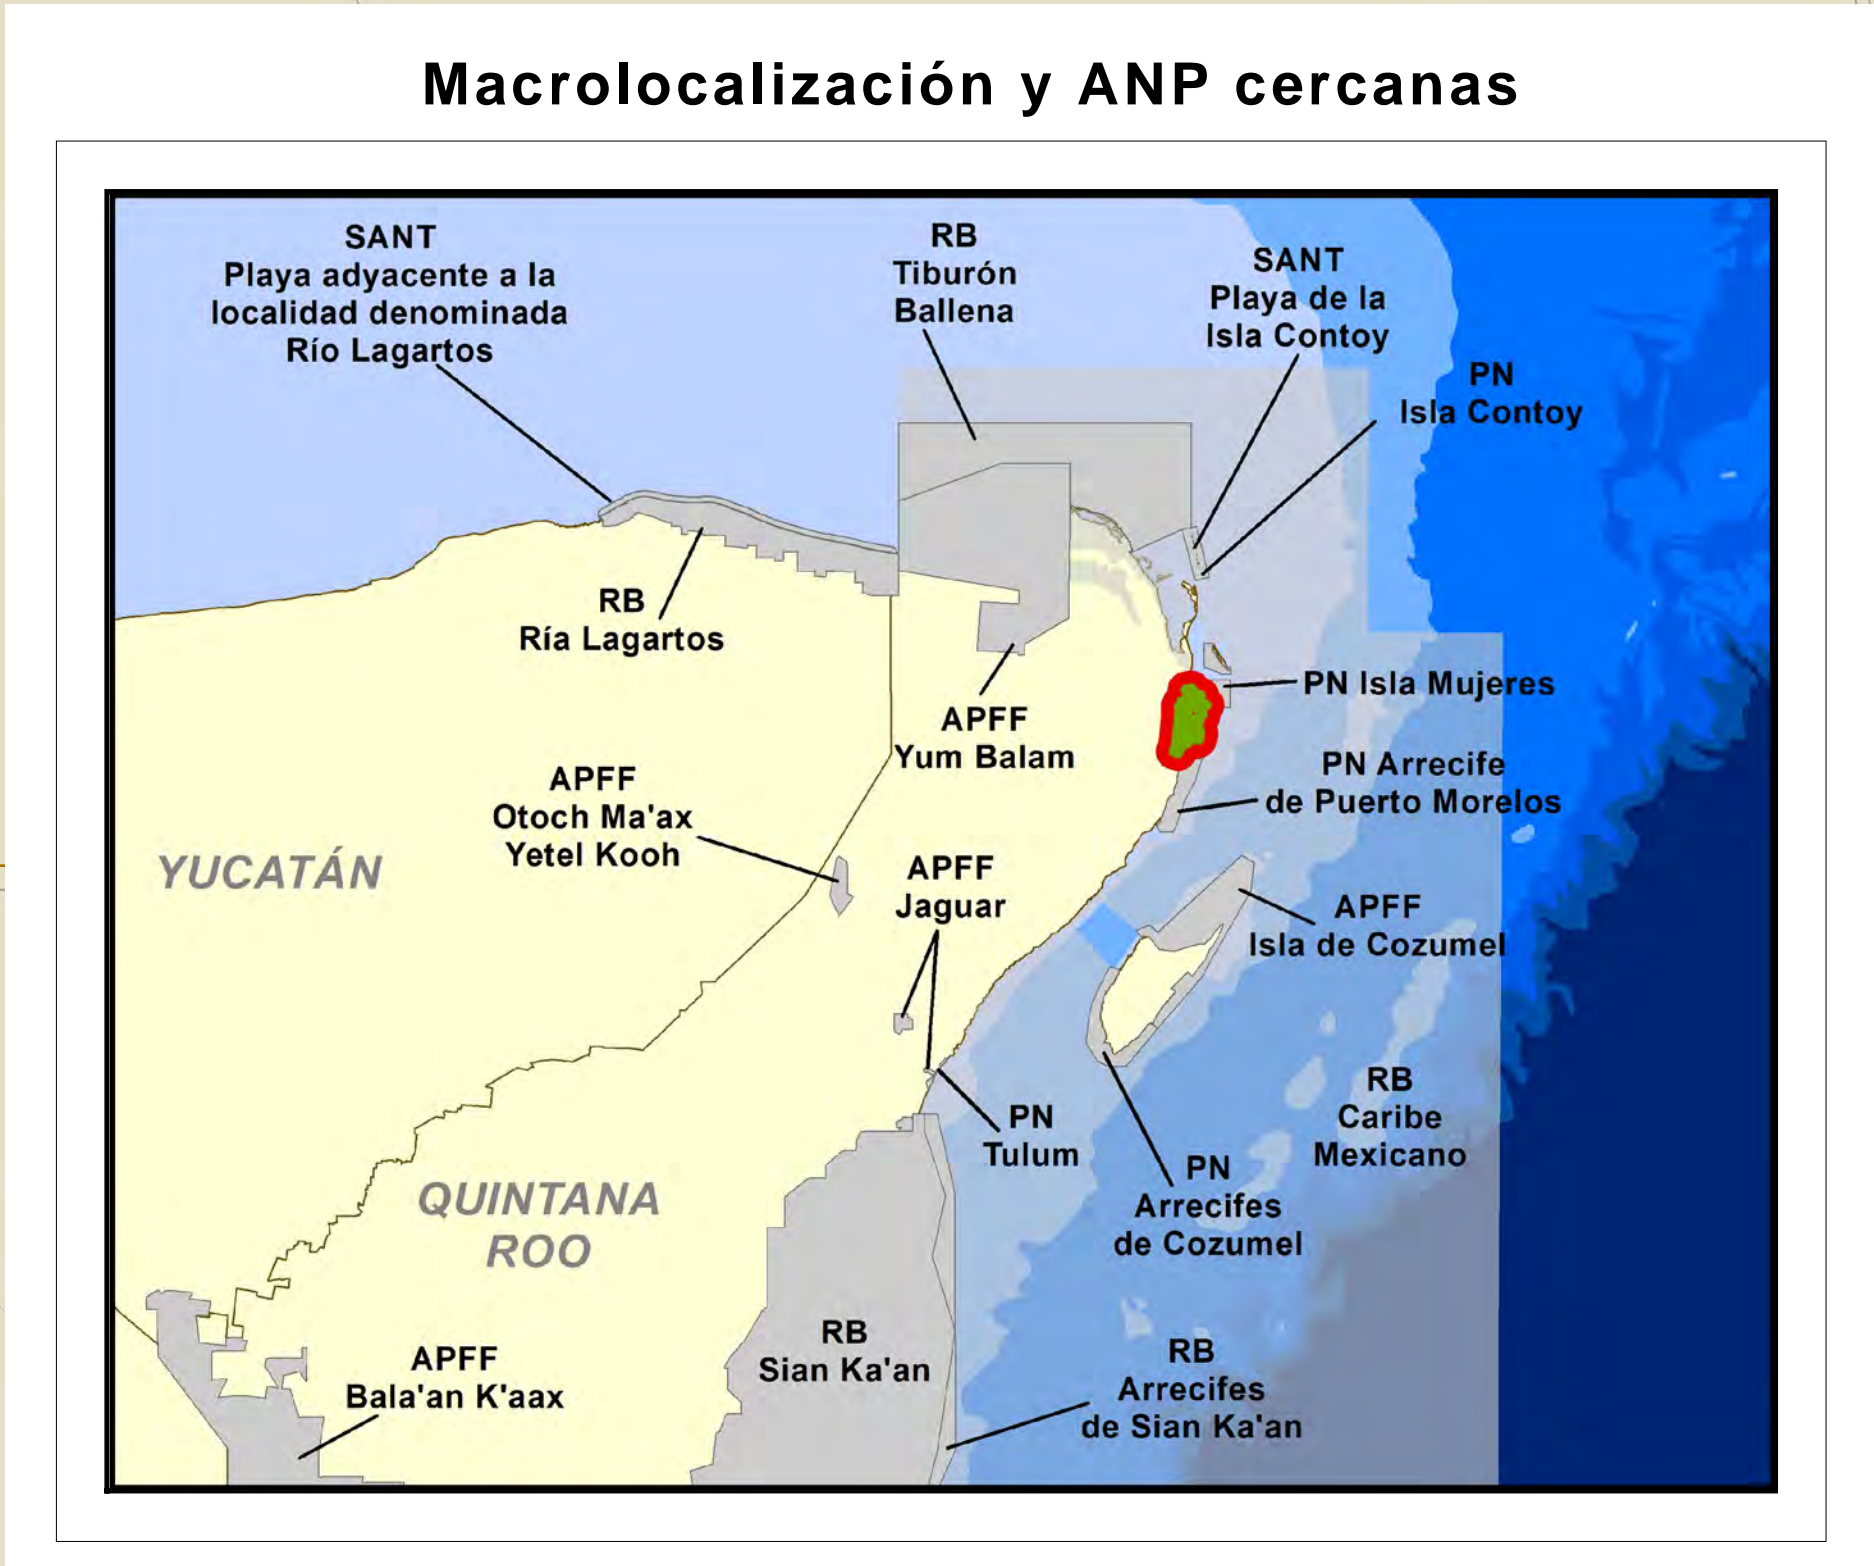 Macrolocalización y ANP cercanas
SANT
Playa adyacente a la
localidad denominada
Río Lagartos
RB
Tiburón
Ballena
SANT
Playa de la
Isla Contoy
PN
Isla Contoy
RB
Ría Lagartos
APFF
Yum Balam
PN Isla Mujeres
PN Arrecife
de Puerto Morelos
APFF
Otoch Ma'ax
Yetel Kooh
YUCATÁN
APFF
Jaguar
APFF
Isla de Cozumel
RB
Caribe
Mexicano
PN
Tulum
PN
Arrecifes
de Cozumel
QUINTANA
ROO
RB
Sian Ka'an
RB
Arrecifes
de Sian Ka'an
APFF
Bala'an K'aax